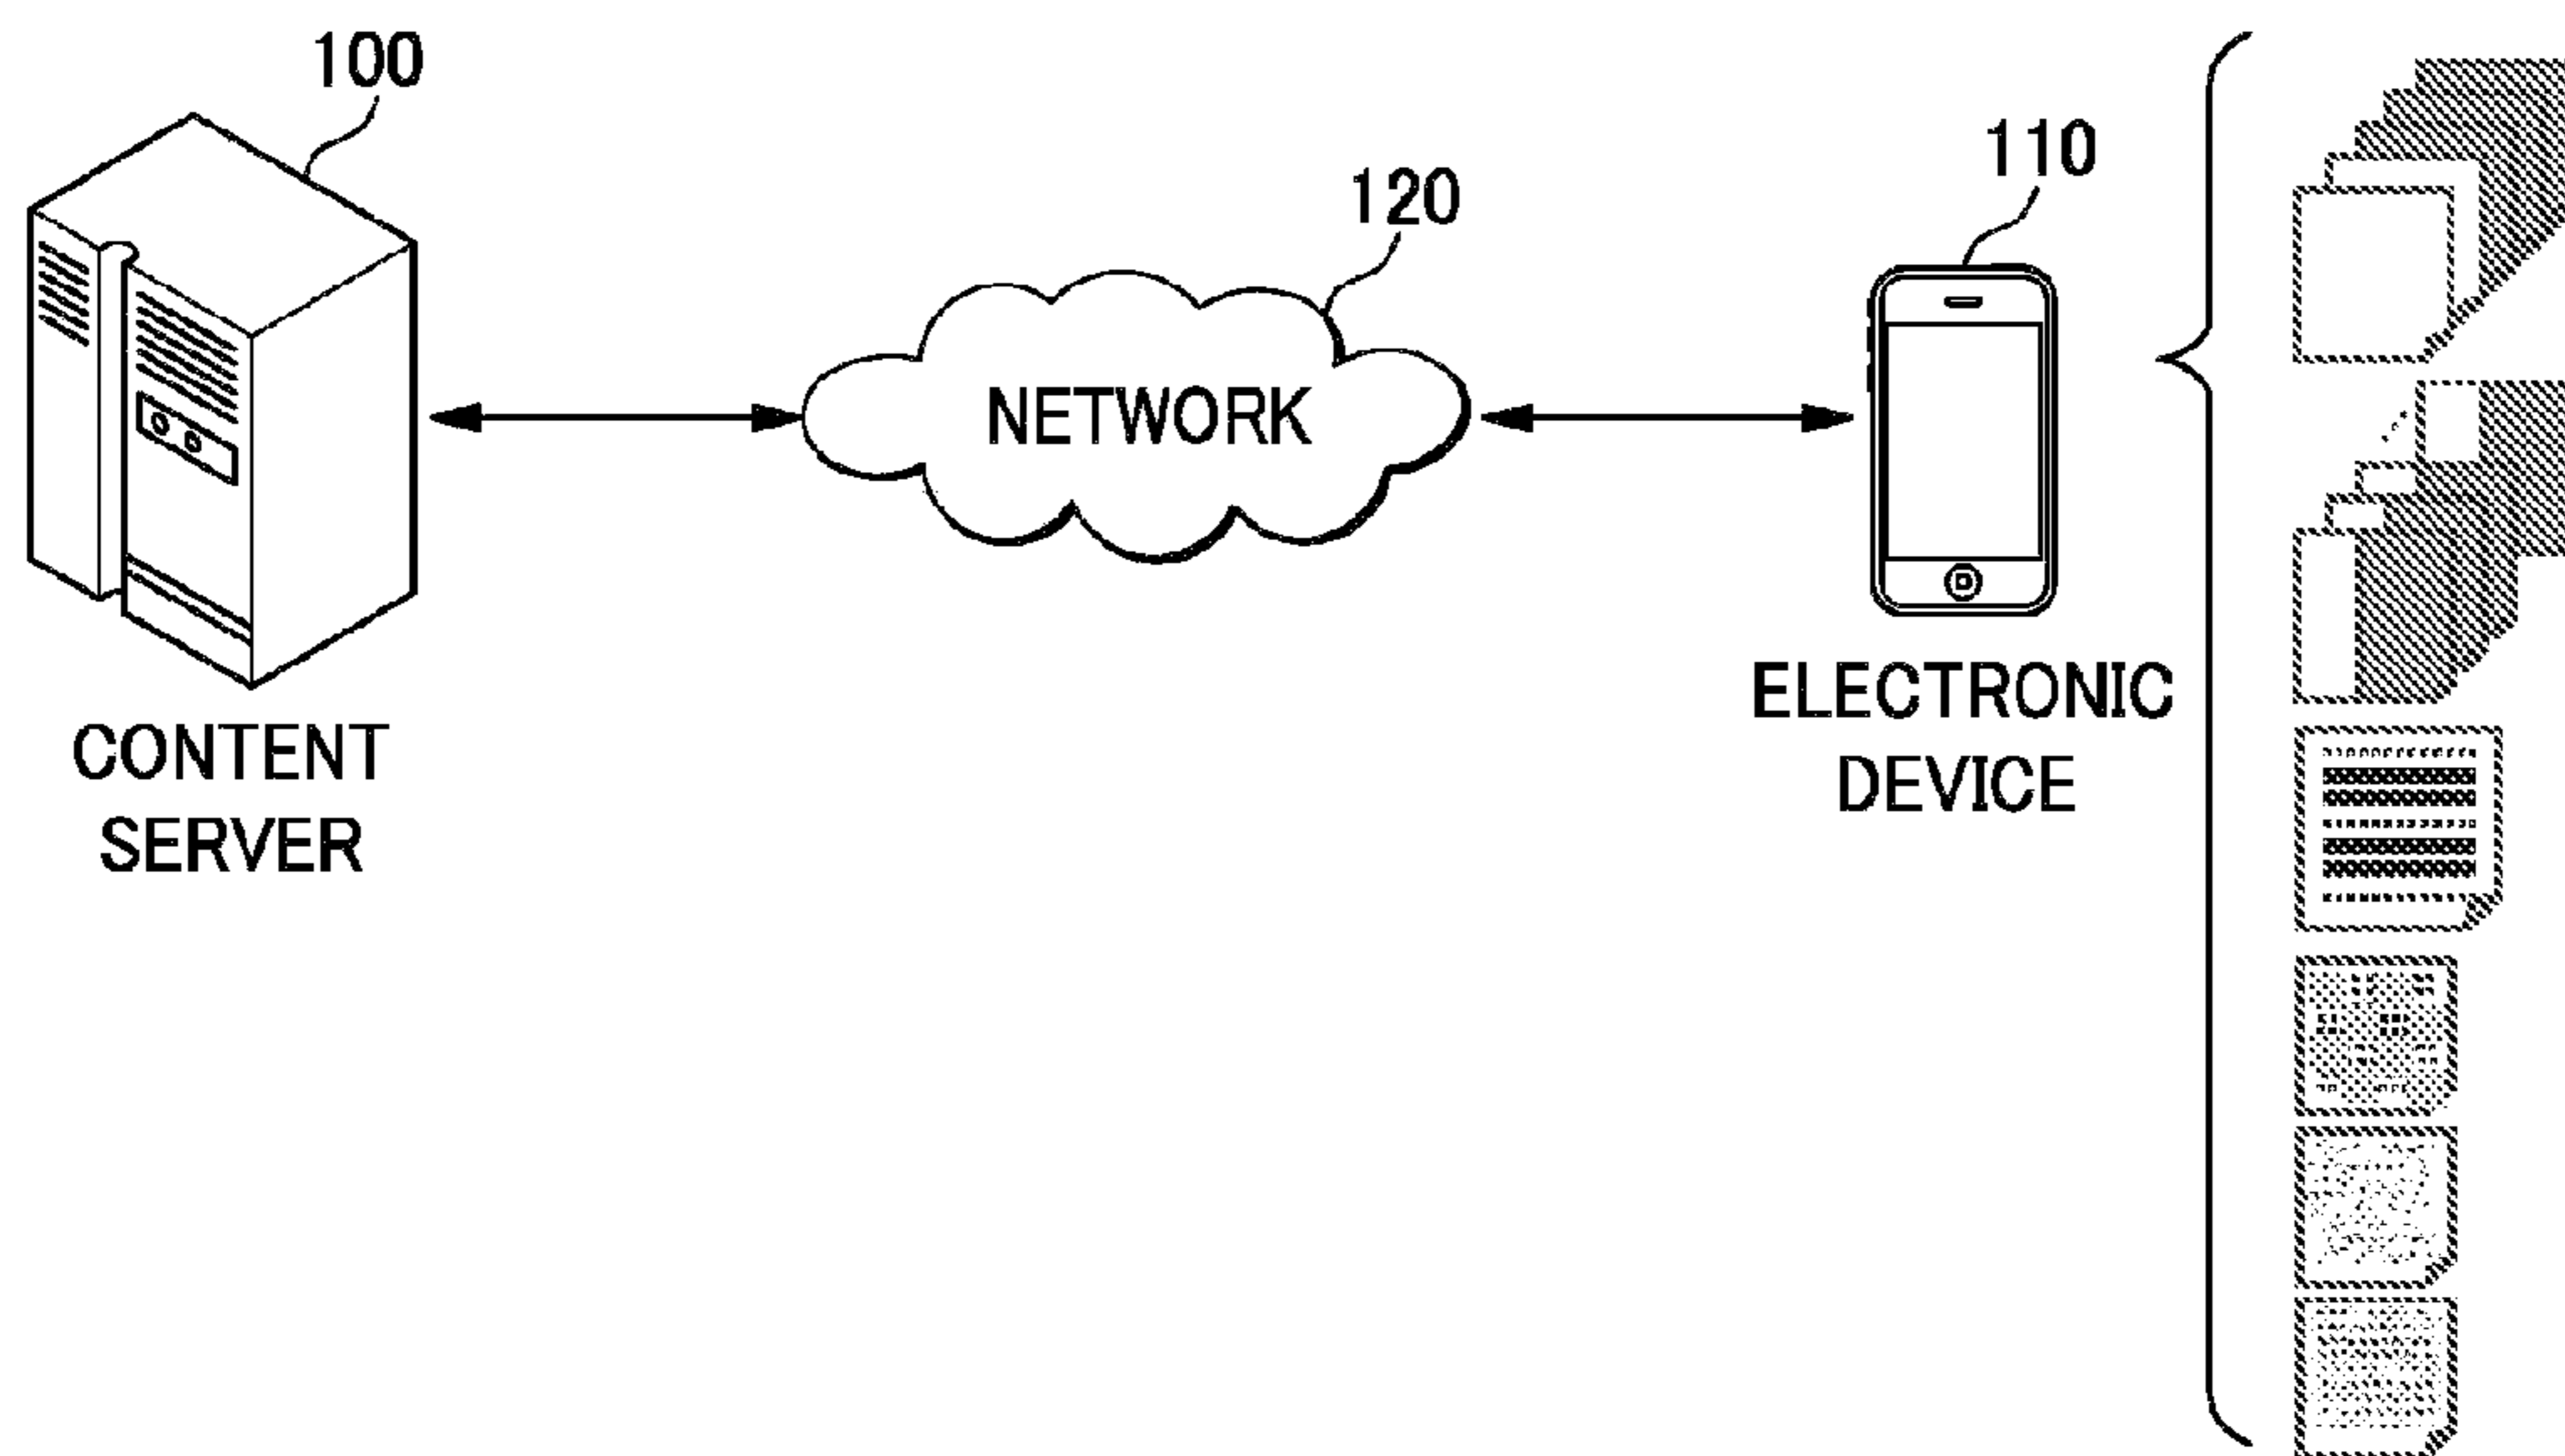 100
120
110
NETWORK
CONTENT
SERVER
ELECTRONIC
DEVICE